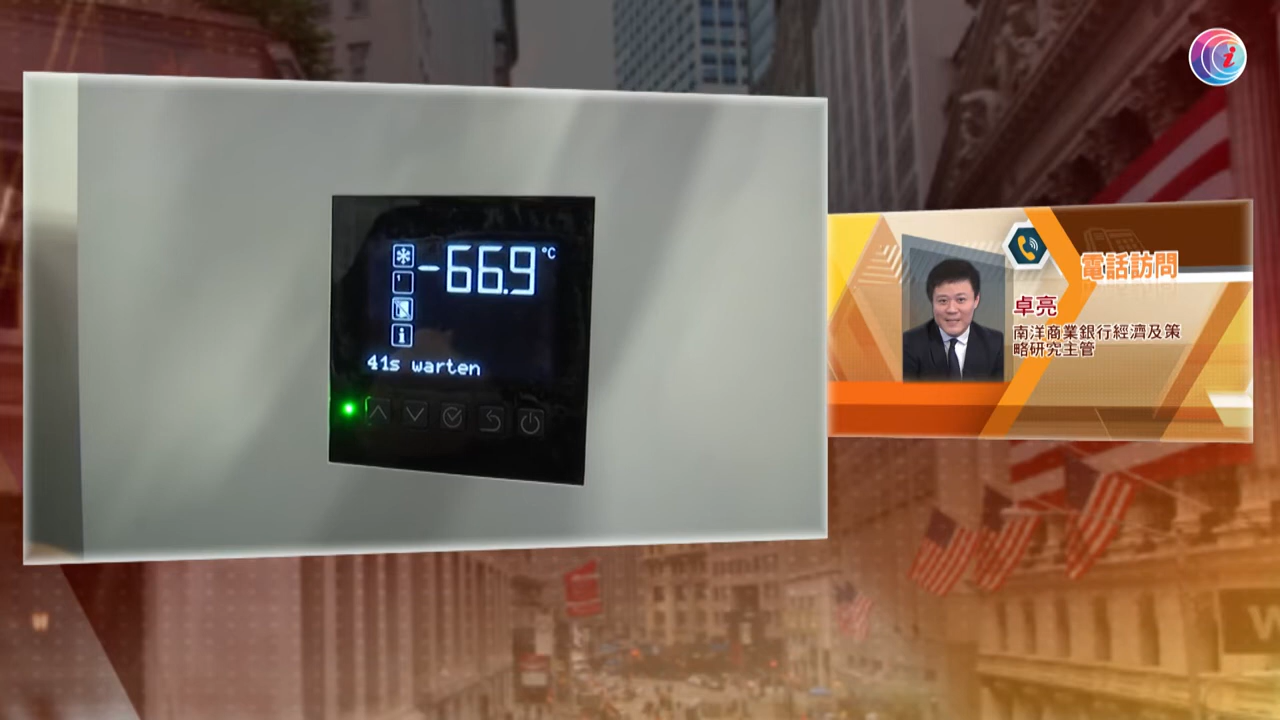 -66.9 °C
41s warten
電話訪問
卓亮
南洋商業銀行經濟及策
略研究主管
i
W